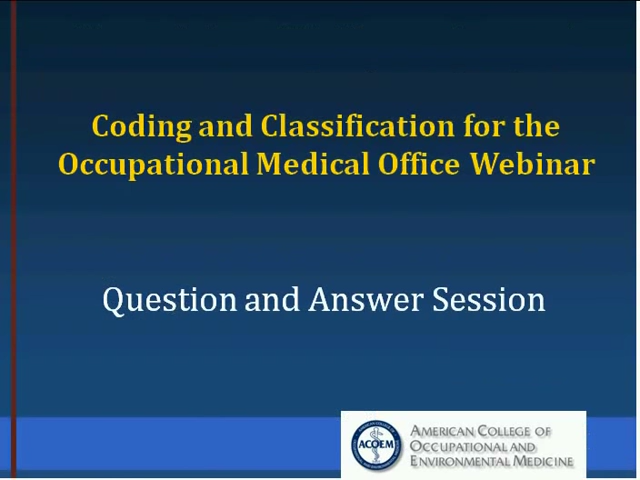 Coding and Classification for the
Occupational Medical Office Webinar
Question and Answer Session
ACOEM
American College of
Occupational and
Environmental Medicine